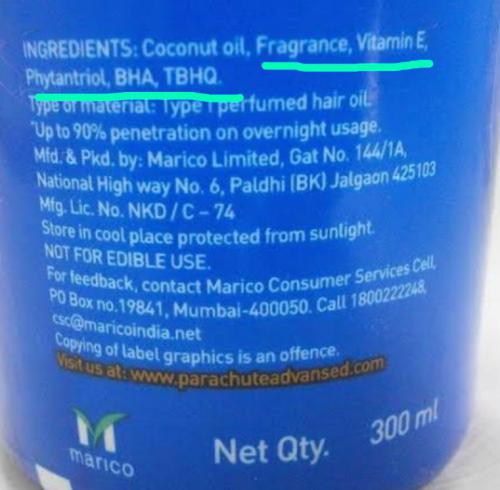 INGREDIENTS: Coconut oil, Fragrance, Vitamin E,
Phytantriol, BHA, TBHQ.
Type of material: Type I perfumed hair oil.
*Up to 90% penetration on overnight usage.
Mfd. & Pkd. by: Marico Limited, Gat No. 144/1A,
National High way No. 6, Paldhi (BK) Jalgaon 425103
Mfg. Lic. No. NKD / C – 74
Store in cool place protected from sunlight.
NOT FOR EDIBLE USE.
For feedback, contact Marico Consumer Services Cell,
PO Box no.19841, Mumbai-400050. Call 1800222248,
csc@maricoindia.net
Copying of label graphics is an offence.
Visit us at: www.parachuteadvansed.com
marico
Net Qty. 300 ml